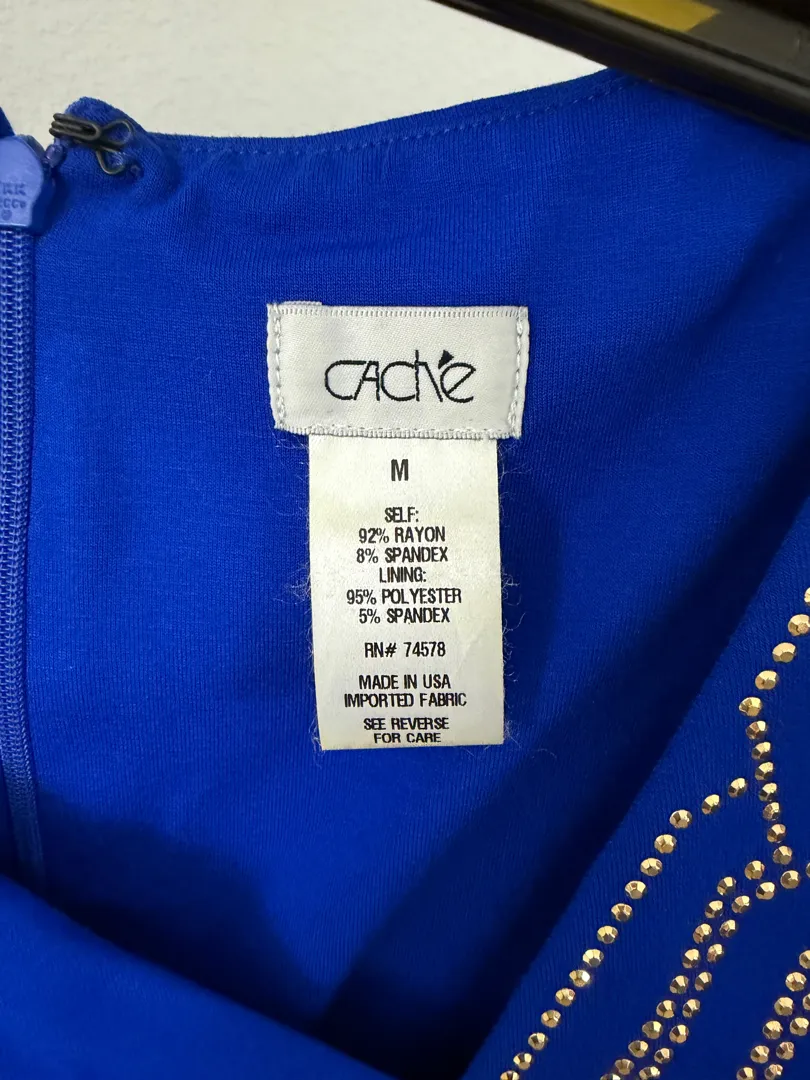 CAChé
M
SELF:
92% RAYON
8% SPANDEX
LINING:
95% POLYESTER
5% SPANDEX
RN# 74578
MADE IN USA
IMPORTED FABRIC
SEE REVERSE
FOR CARE